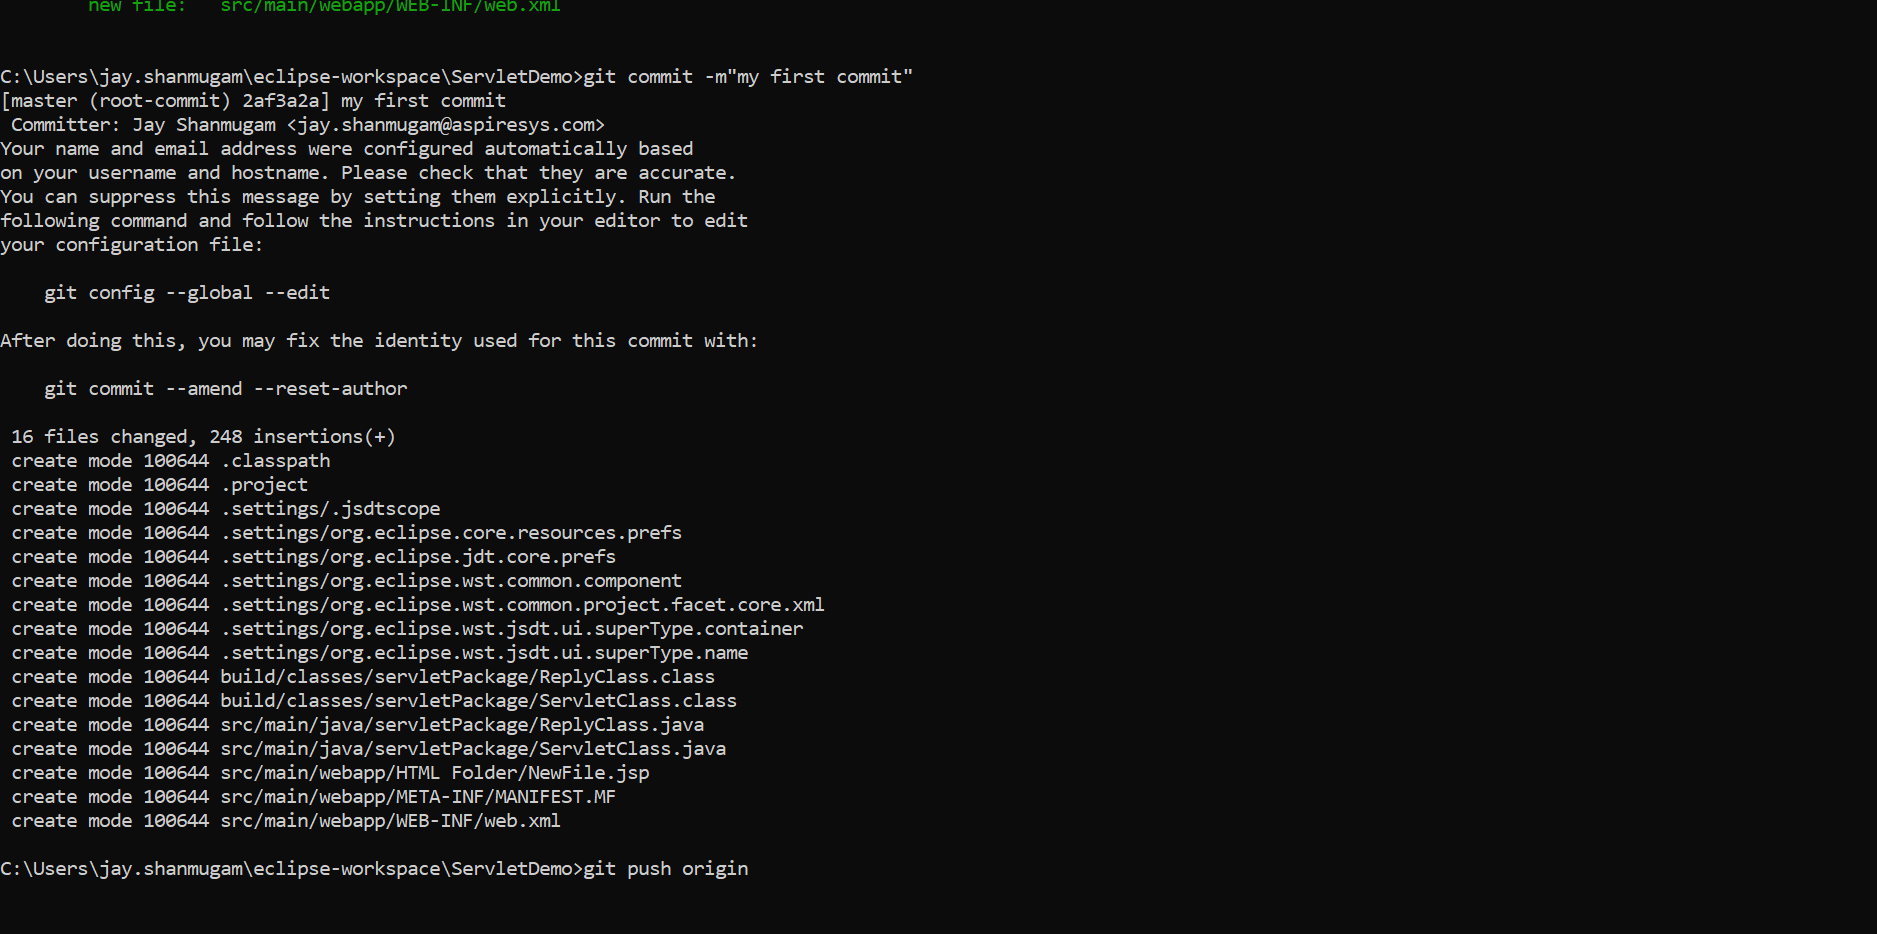 new file:   src/main/webapp/WEB-INF/web.xml
C:\Users\jay.shanmugam\eclipse-workspace\ServletDemo>git commit -m"my first commit"
[master (root-commit) 2af3a2a] my first commit
 Committer: Jay Shanmugam <jay.shanmugam@aspiresys.com>
Your name and email address were configured automatically based
on your username and hostname. Please check that they are accurate.
You can suppress this message by setting them explicitly. Run the
following command and follow the instructions in your editor to edit
your configuration file:
    git config --global --edit
After doing this, you may fix the identity used for this commit with:
    git commit --amend --reset-author
 16 files changed, 248 insertions(+)
 create mode 100644 .classpath
 create mode 100644 .project
 create mode 100644 .settings/.jsdtscope
 create mode 100644 .settings/org.eclipse.core.resources.prefs
 create mode 100644 .settings/org.eclipse.jdt.core.prefs
 create mode 100644 .settings/org.eclipse.wst.common.component
 create mode 100644 .settings/org.eclipse.wst.common.project.facet.core.xml
 create mode 100644 .settings/org.eclipse.wst.jsdt.ui.superType.container
 create mode 100644 .settings/org.eclipse.wst.jsdt.ui.superType.name
 create mode 100644 build/classes/servletPackage/ReplyClass.class
 create mode 100644 build/classes/servletPackage/ServletClass.class
 create mode 100644 src/main/java/servletPackage/ReplyClass.java
 create mode 100644 src/main/java/servletPackage/ServletClass.java
 create mode 100644 src/main/webapp/HTML Folder/NewFile.jsp
 create mode 100644 src/main/webapp/META-INF/MANIFEST.MF
 create mode 100644 src/main/webapp/WEB-INF/web.xml
C:\Users\jay.shanmugam\eclipse-workspace\ServletDemo>git push origin